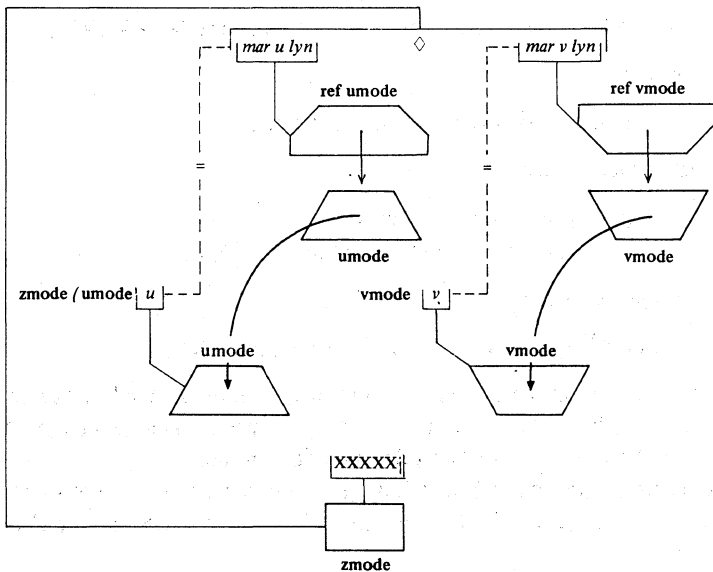 mar u lyn
mar v lyn
ref umode
ref vmode
=
=
umode
vmode
zmode ( umode u
vmode v
umode
vmode
XXXXX
zmode